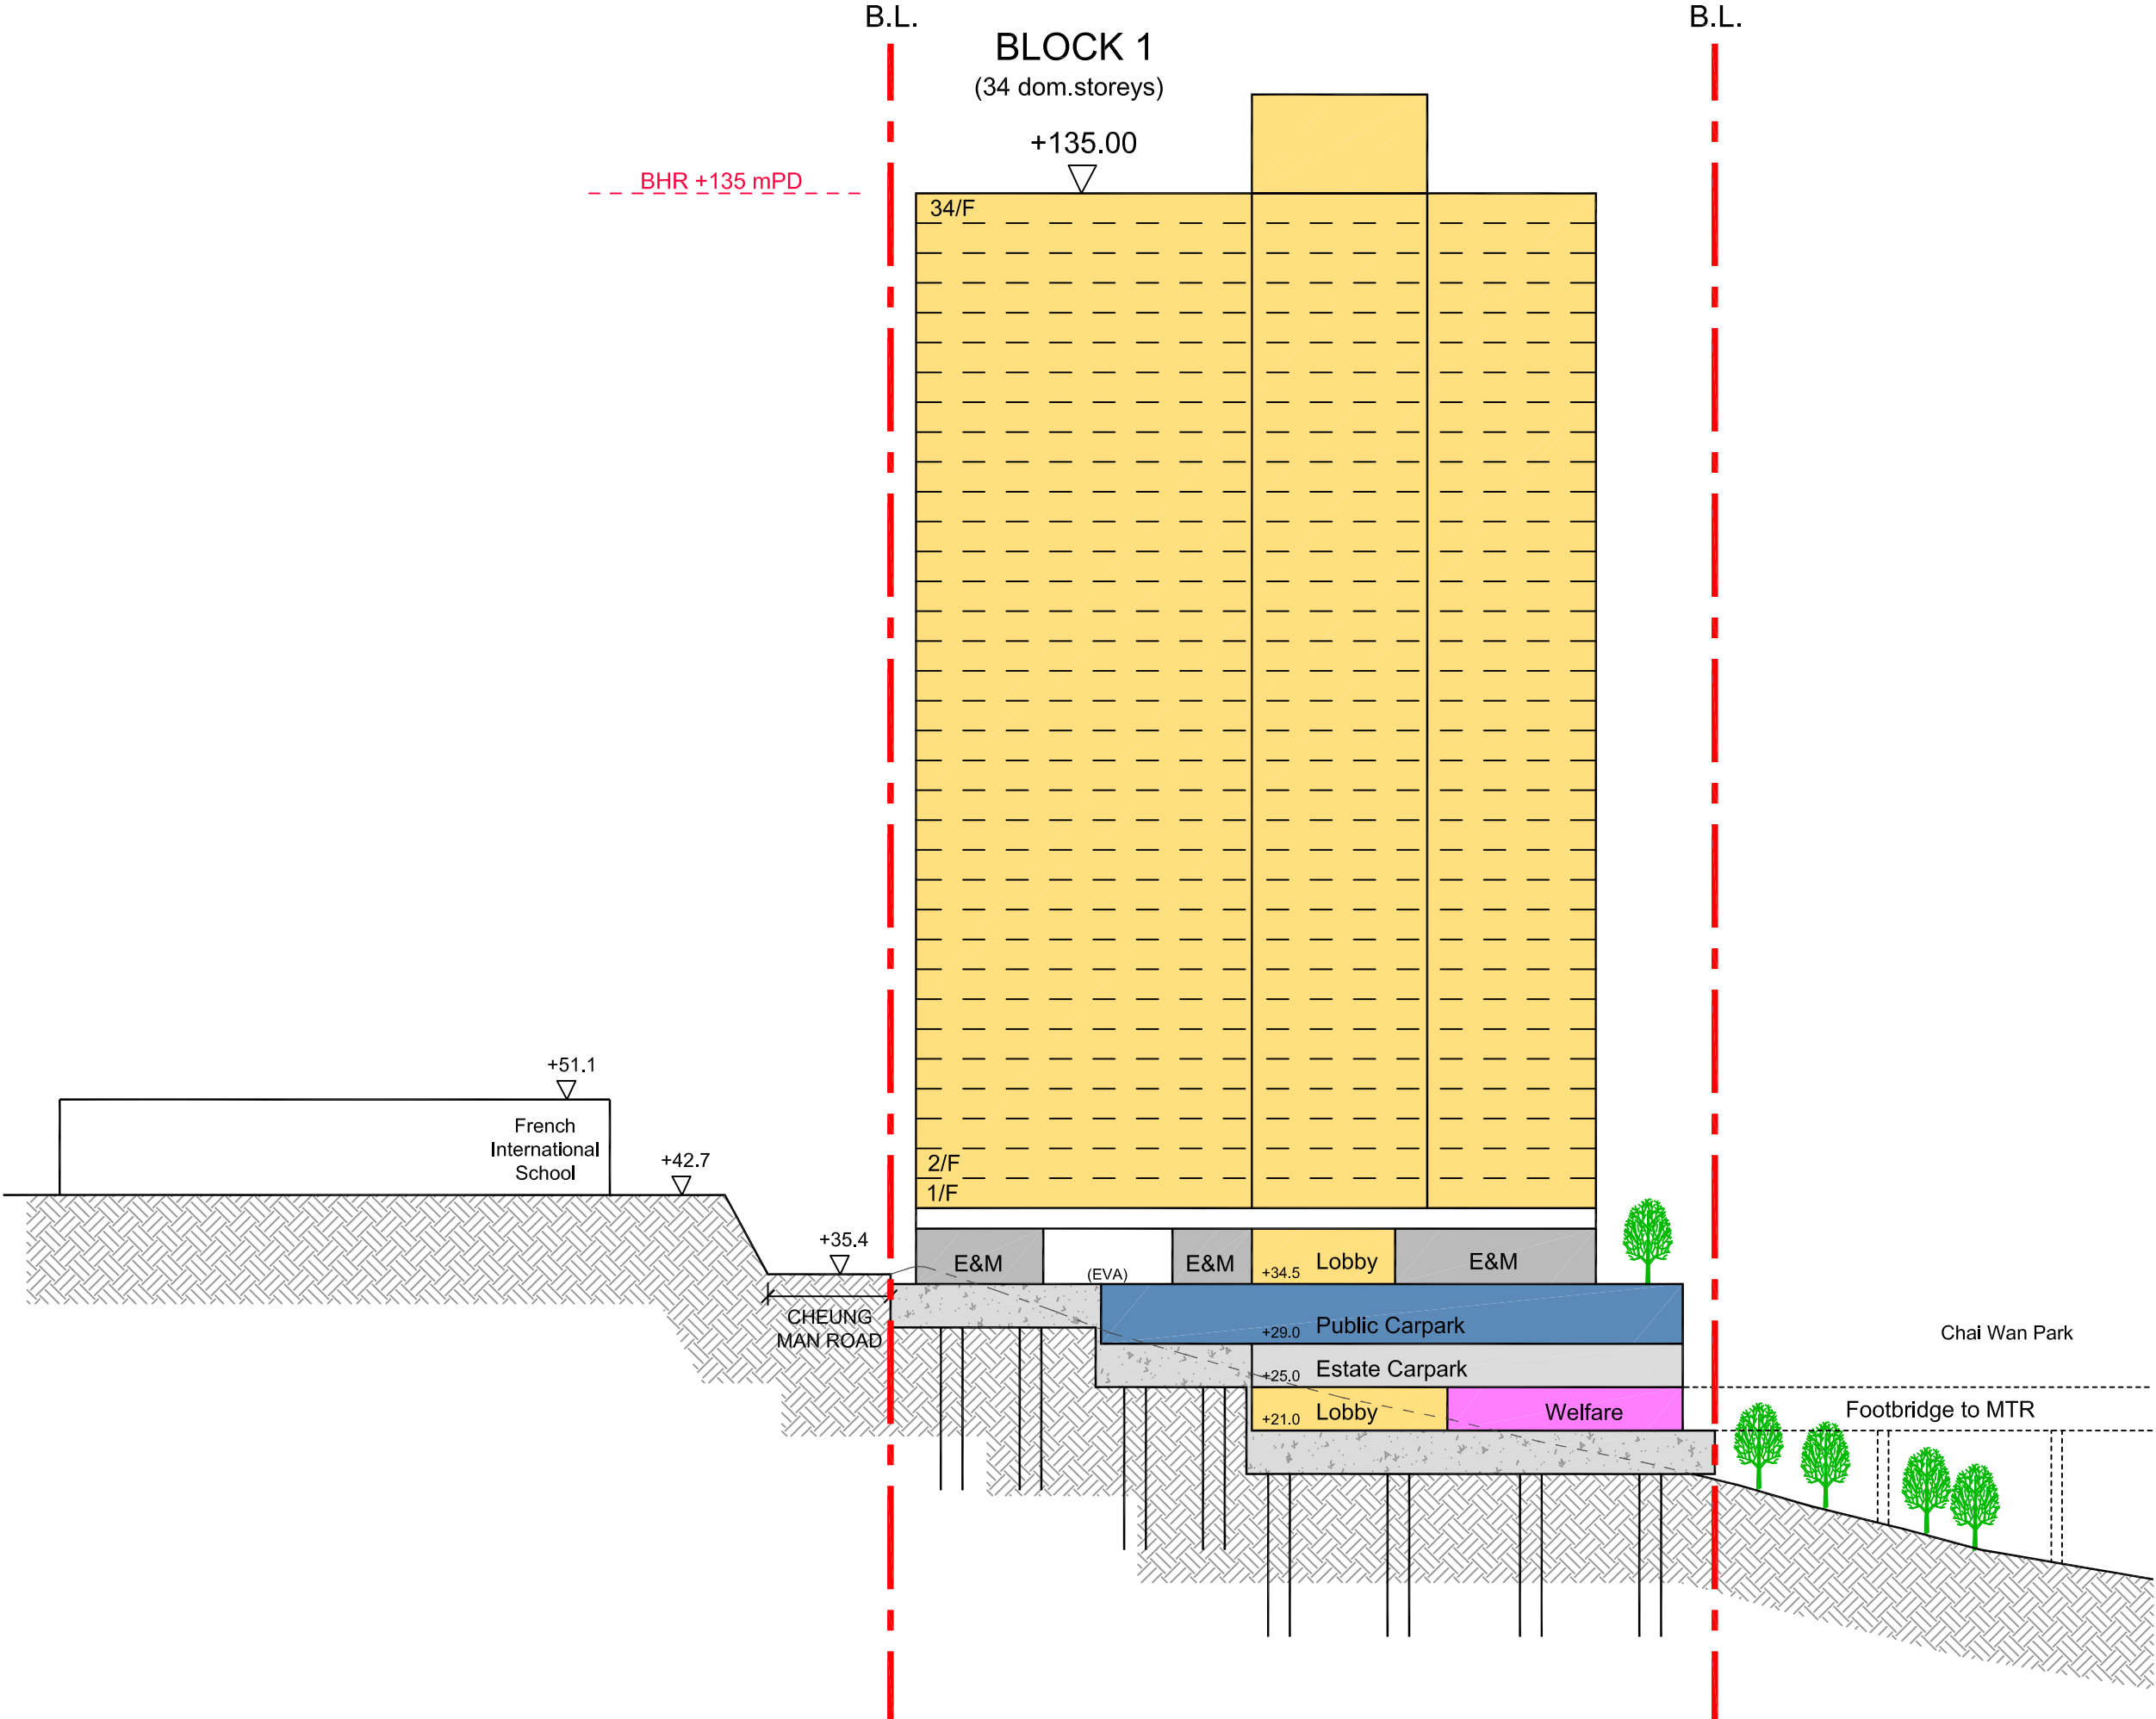 B.L.
B.L.
BLOCK 1
(34 dom.storeys)
+135.00
BHR +135 mPD
34/F
+51.1
French
International
School
+42.7
2/F
1/F
+35.4
E&M
(EVA)
E&M
+34.5
Lobby
E&M
CHEUNG
MAN ROAD
+29.0
Public Carpark
Chai Wan Park
+25.0
Estate Carpark
+21.0
Lobby
Welfare
Footbridge to MTR